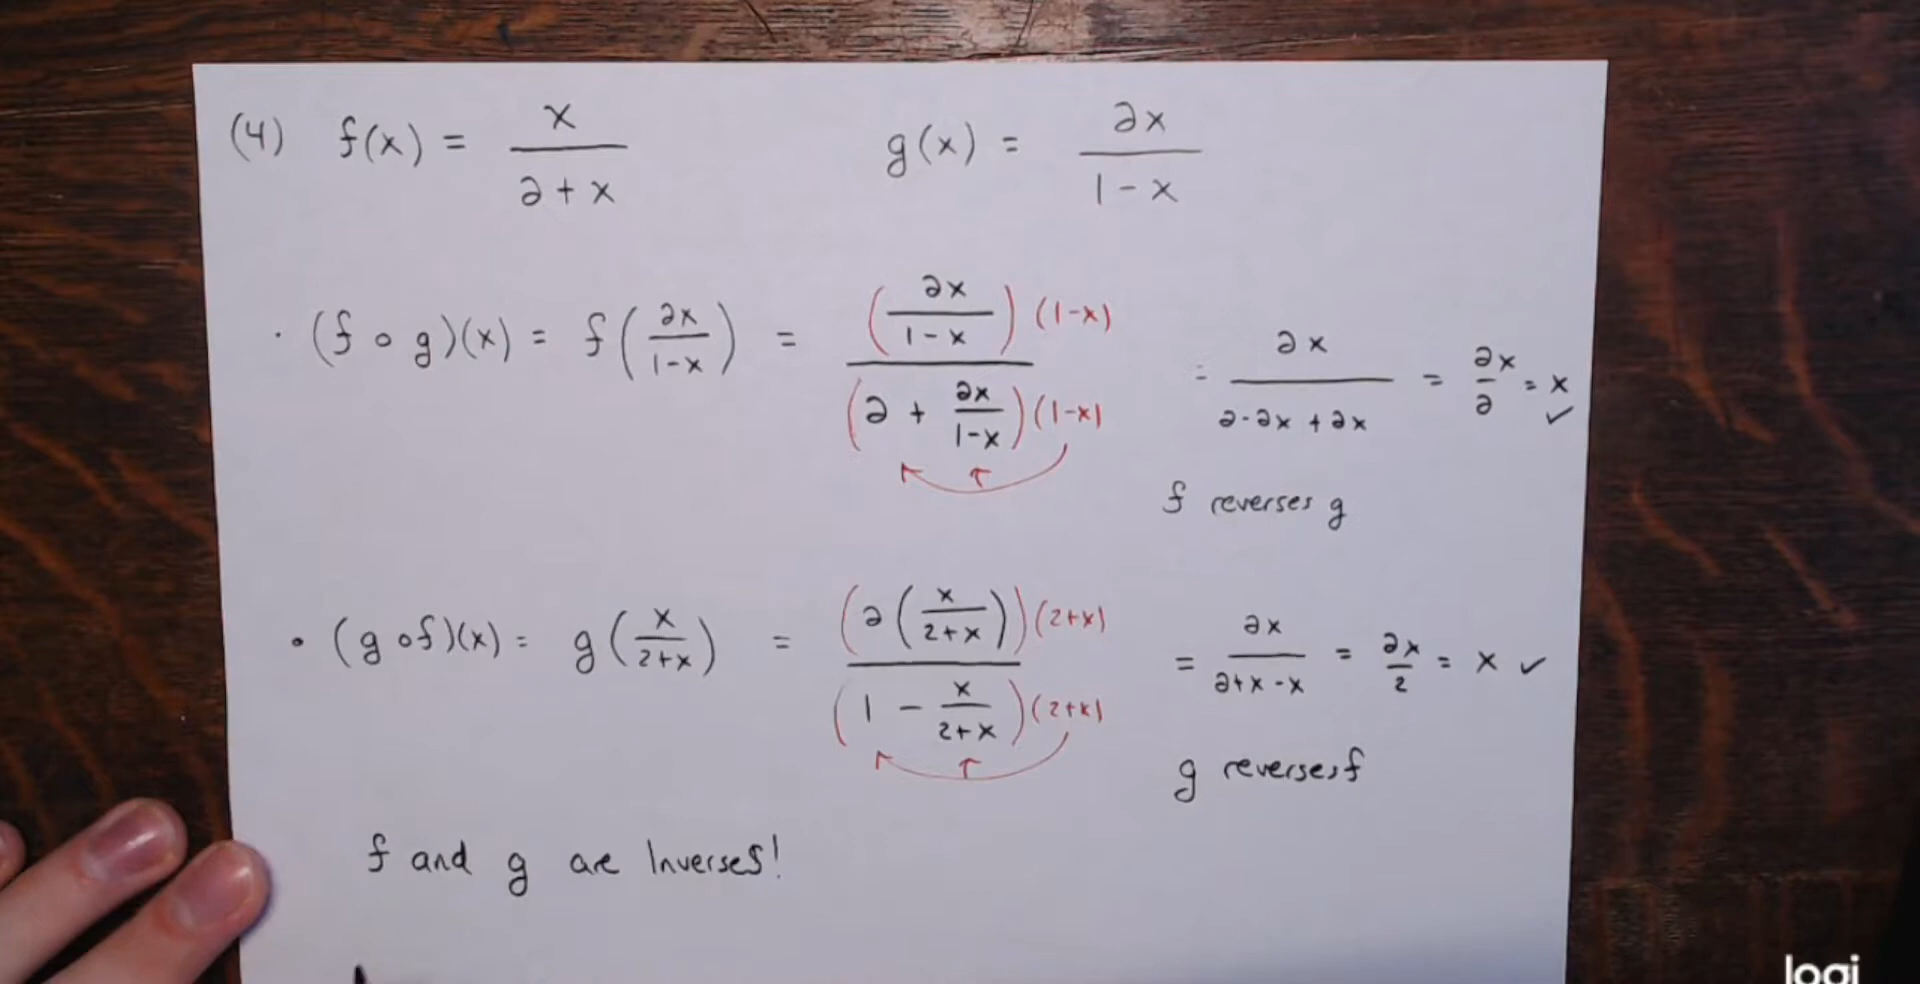 (4) f(x) = x/(2+x) g(x) = 2x/(1-x)
· (f ∘ g)(x) = f(2x/(1-x)) = (2x/(1-x))(1-x) / (2 + 2x/(1-x))(1-x) = 2x/(2-2x+2x) = 2x/2 = x ✓
f reverses g
• (g ∘ f)(x) = g(x/(2+x)) = (2(x/(2+x)))(2+x) / (1 - x/(2+x))(2+x) = 2x/(2+x-x) = 2x/2 = x ✓
g reverses f
f and g are Inverses!
logi